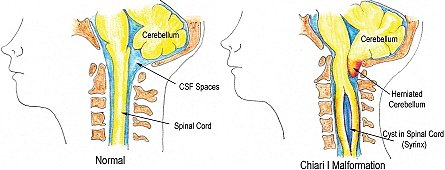 Cerebellum
CSF Spaces
Spinal Cord
Normal
Cerebellum
Herniated
Cerebellum
Cyst in Spinal Cord
(Syrinx)
Chiari I Malformation